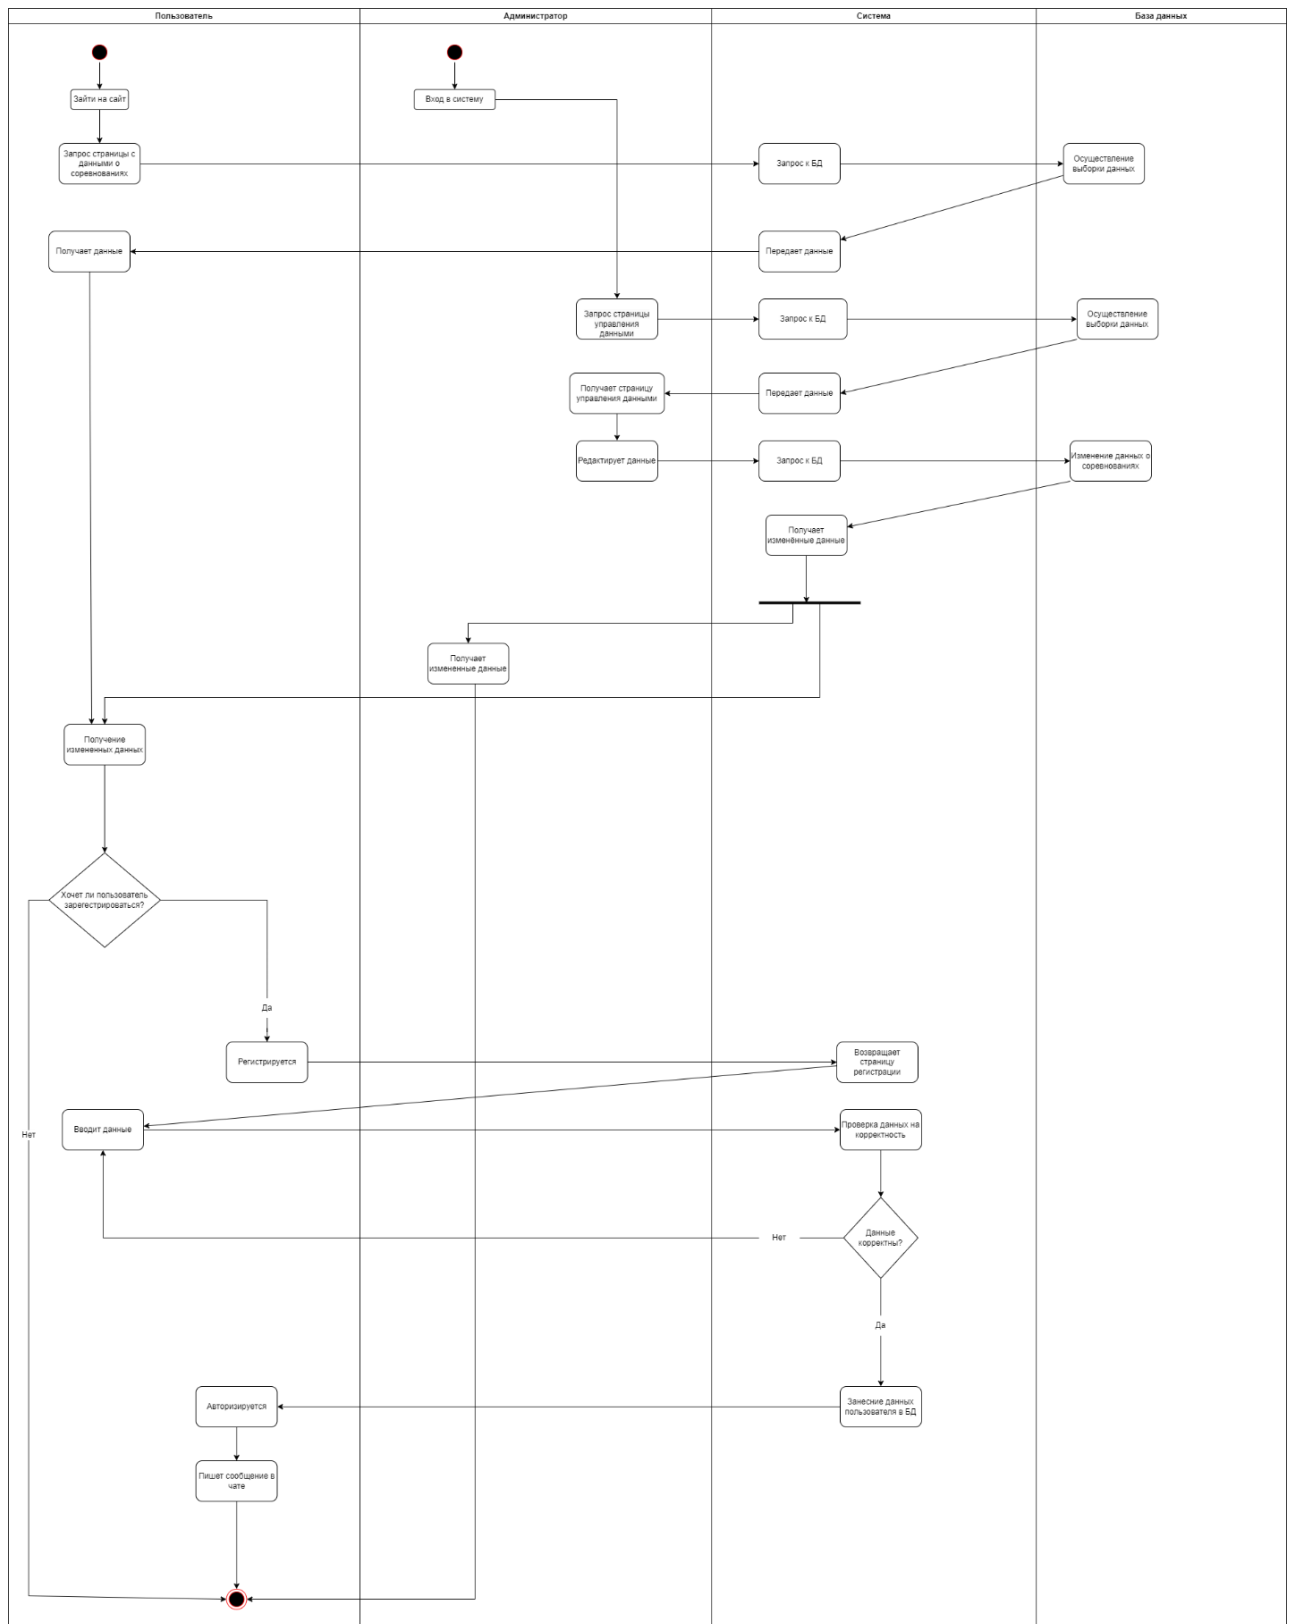 Пользователь
Администратор
Система
База данных
Зайти на сайт
Вход в систему
Запрос страницы с
данными о
соревнованиях
Запрос к БД
Осуществление
выборки данных
Получает данные
Передает данные
Запрос страницы
управления
данными
Запрос к БД
Осуществление
выборки данных
Получает страницу
управления данными
Передает данные
Редактирует данные
Запрос к БД
Изменение данных о
соревнованиях
Получает
изменённые данные
Получает
измененные данные
Получение
измененных данных
Хочет ли пользователь
зарегестрироваться?
Да
Регистрируется
Возвращает
страницу
регистрации
Нет
Вводит данные
Проверка данных на
корректность
Нет
Данные
корректны?
Да
Авторизируется
Занесние данных
пользователя в БД
Пишет сообщение в
чате